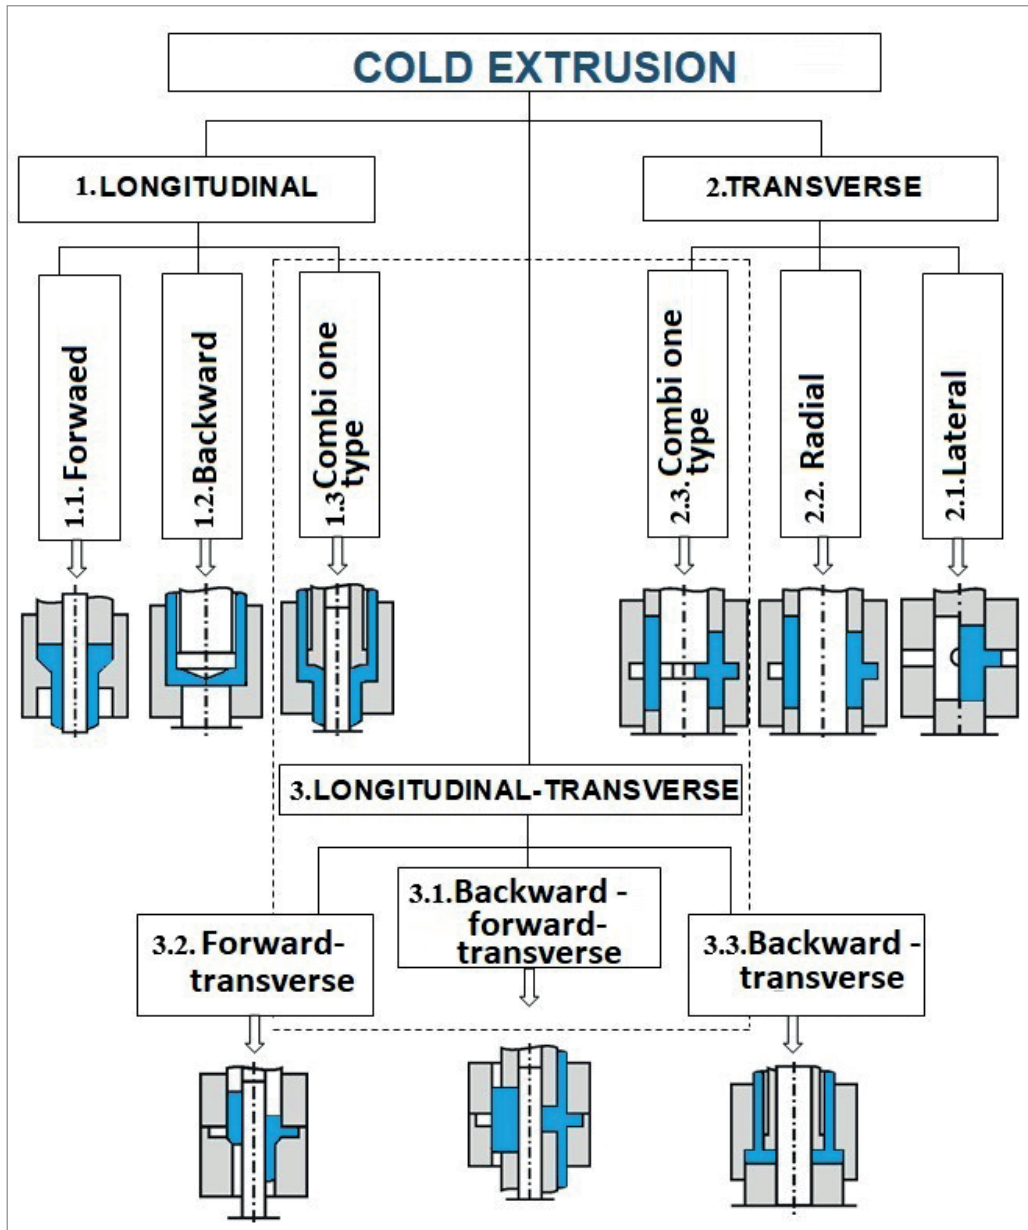 COLD EXTRUSION
1.LONGITUDINAL
2.TRANSVERSE
1.1. Forwaed
1.2.Backward
1.3 Combi one
type
2.3. Combi one
type
2.2. Radial
2.1.Lateral
3.LONGITUDINAL-TRANSVERSE
3.1.Backward -
forward-
transverse
3.2. Forward-
transverse
3.3.Backward -
transverse